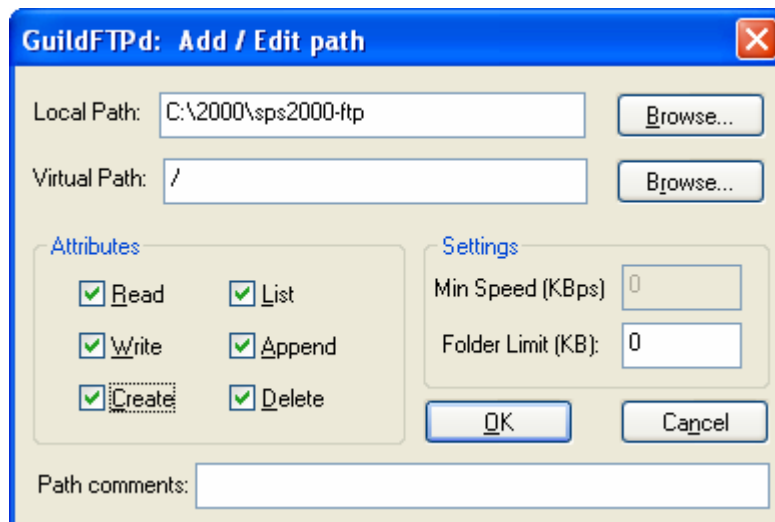 GuildFTPd: Add / Edit path
Local Path: C:\2000\sps2000-ftp Browse...
Virtual Path: / Browse...
Attributes Settings
Read List Min Speed (KBps) 0
Write Append Folder Limit (KB): 0
Create Delete
OK Cancel
Path comments: